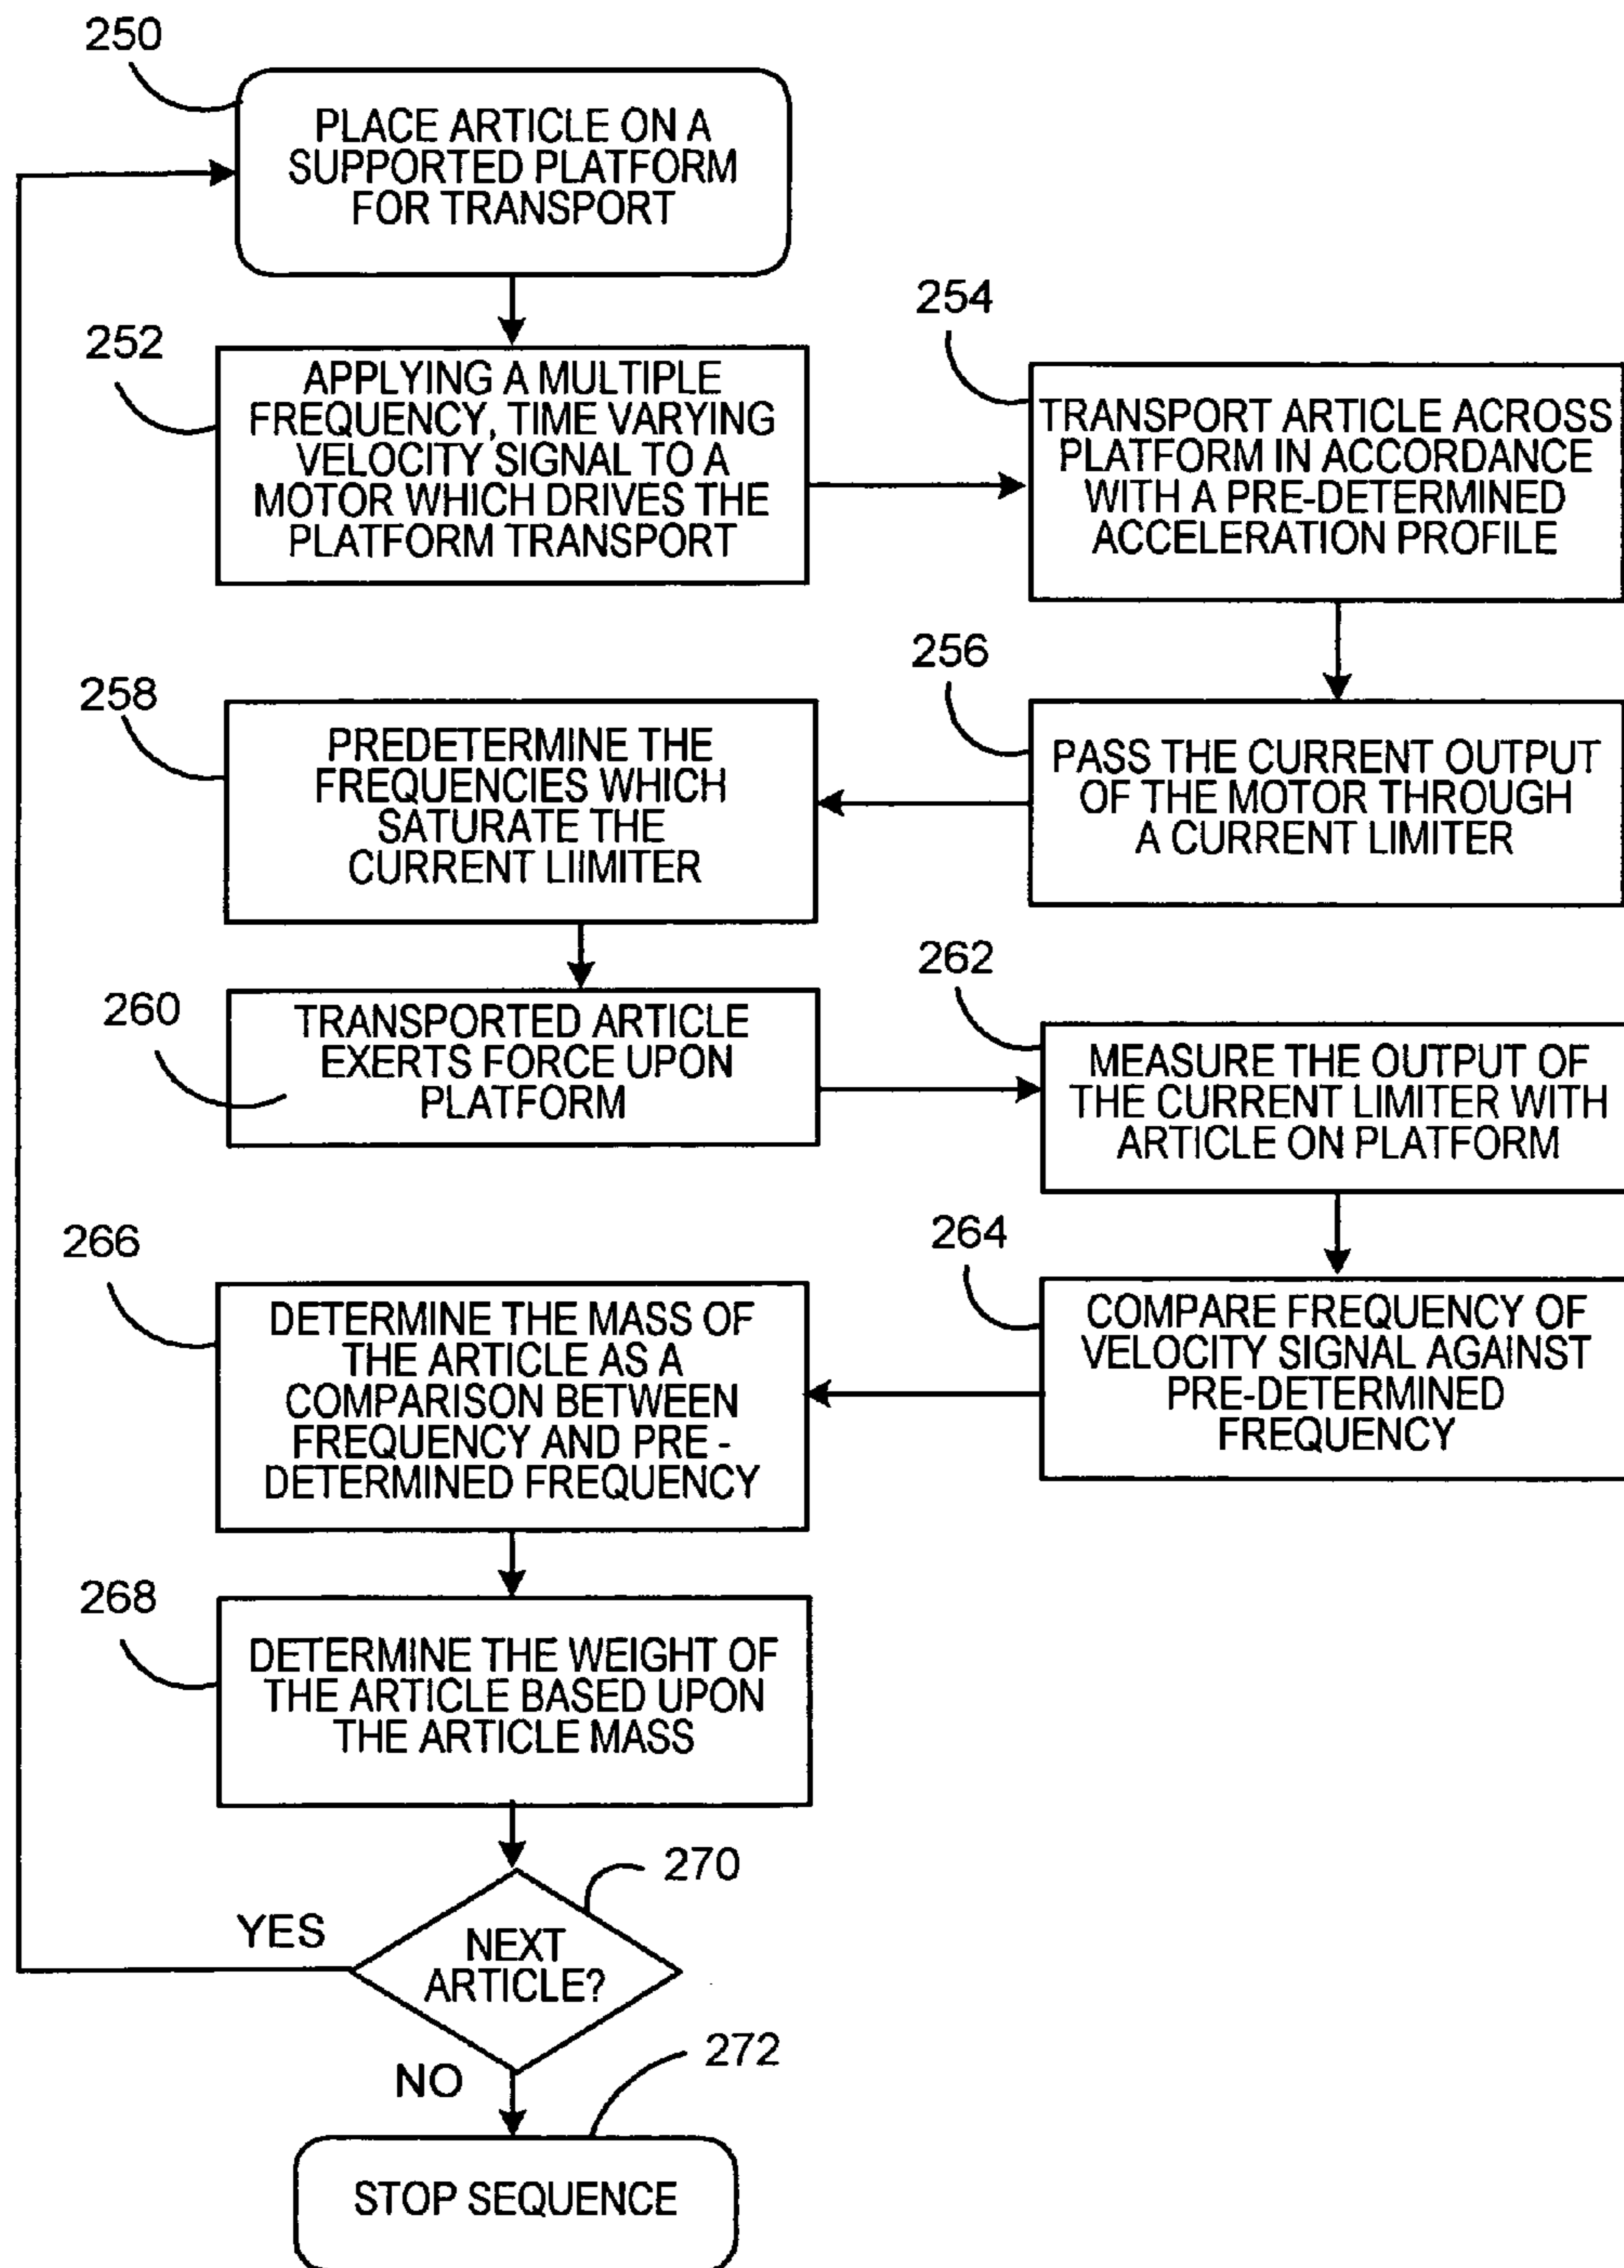 250
PLACE ARTICLE ON A
SUPPORTED PLATFORM
FOR TRANSPORT
252
APPLYING A MULTIPLE
FREQUENCY, TIME VARYING
VELOCITY SIGNAL TO A
MOTOR WHICH DRIVES THE
PLATFORM TRANSPORT
254
TRANSPORT ARTICLE ACROSS
PLATFORM IN ACCORDANCE
WITH A PRE-DETERMINED
ACCELERATION PROFILE
256
PASS THE CURRENT OUTPUT
OF THE MOTOR THROUGH
A CURRENT LIMITER
258
PREDETERMINE THE
FREQUENCIES WHICH
SATURATE THE
CURRENT LIIMITER
260
TRANSPORTED ARTICLE
EXERTS FORCE UPON
PLATFORM
262
MEASURE THE OUTPUT OF
THE CURRENT LIMITER WITH
ARTICLE ON PLATFORM
264
COMPARE FREQUENCY OF
VELOCITY SIGNAL AGAINST
PRE-DETERMINED
FREQUENCY
266
DETERMINE THE MASS OF
THE ARTICLE AS A
COMPARISON BETWEEN
FREQUENCY AND PRE -
DETERMINED FREQUENCY
268
DETERMINE THE WEIGHT OF
THE ARTICLE BASED UPON
THE ARTICLE MASS
270
YES
NEXT
ARTICLE?
NO
272
STOP SEQUENCE